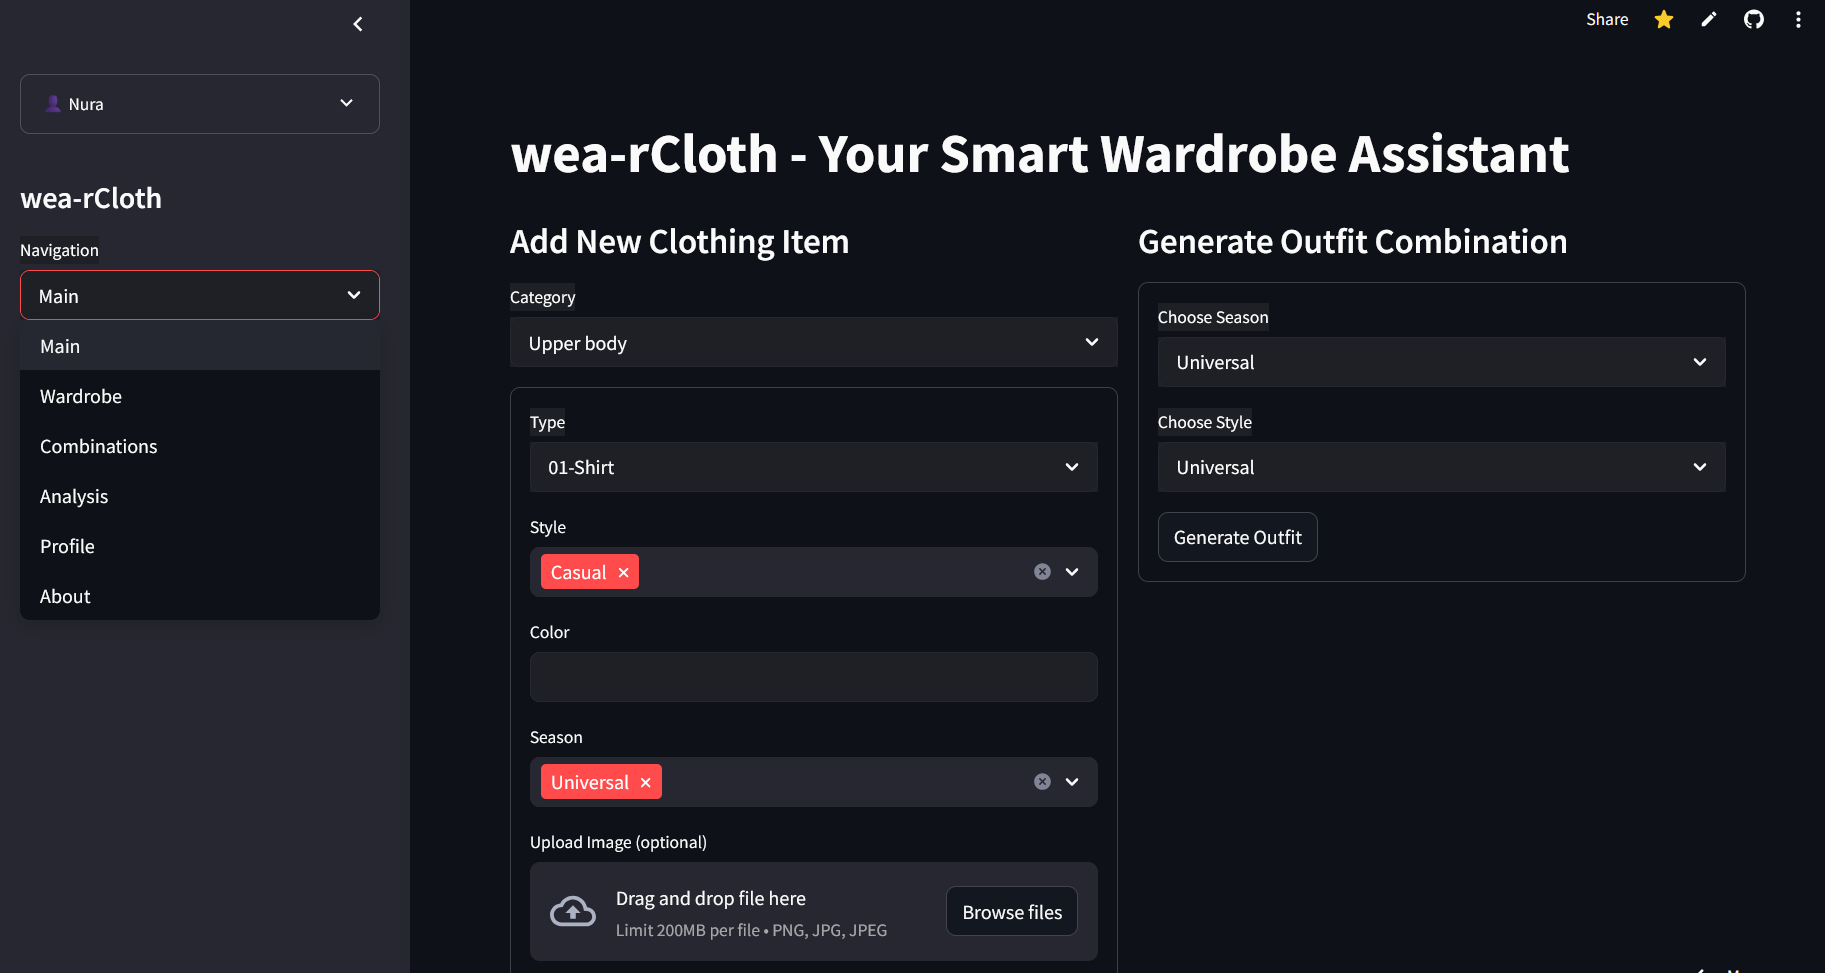 Share
Nura
wea-rCloth
Navigation
Main
Main
Wardrobe
Combinations
Analysis
Profile
About
wea-rCloth - Your Smart Wardrobe Assistant
Add New Clothing Item
Category
Upper body
Type
01-Shirt
Style
Casual
Color
Season
Universal
Upload Image (optional)
Drag and drop file here
Limit 200MB per file • PNG, JPG, JPEG
Browse files
Generate Outfit Combination
Choose Season
Universal
Choose Style
Universal
Generate Outfit